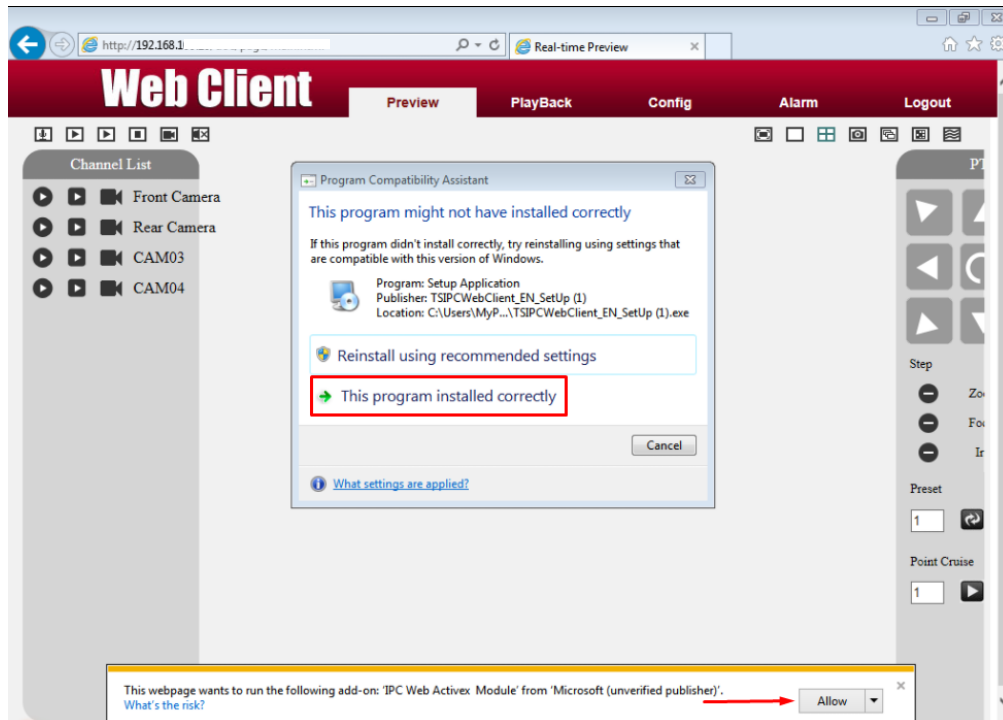 http://192.168.1
Real-time Preview
Web Client
Preview
PlayBack
Config
Alarm
Logout
Channel List
Front Camera
Rear Camera
CAM03
CAM04
Program Compatibility Assistant
This program might not have installed correctly
If this program didn't install correctly, try reinstalling using settings that
are compatible with this version of Windows.
Program: Setup Application
Publisher: TSIPCWebClient_EN_SetUp (1)
Location: C:\Users\MyP...\TSIPCWebClient_EN_SetUp (1).exe
Reinstall using recommended settings
This program installed correctly
Cancel
What settings are applied?
Step
Preset
1
Point Cruise
1
This webpage wants to run the following add-on: 'IPC Web Activex Module' from 'Microsoft (unverified publisher)'.
What's the risk?
Allow